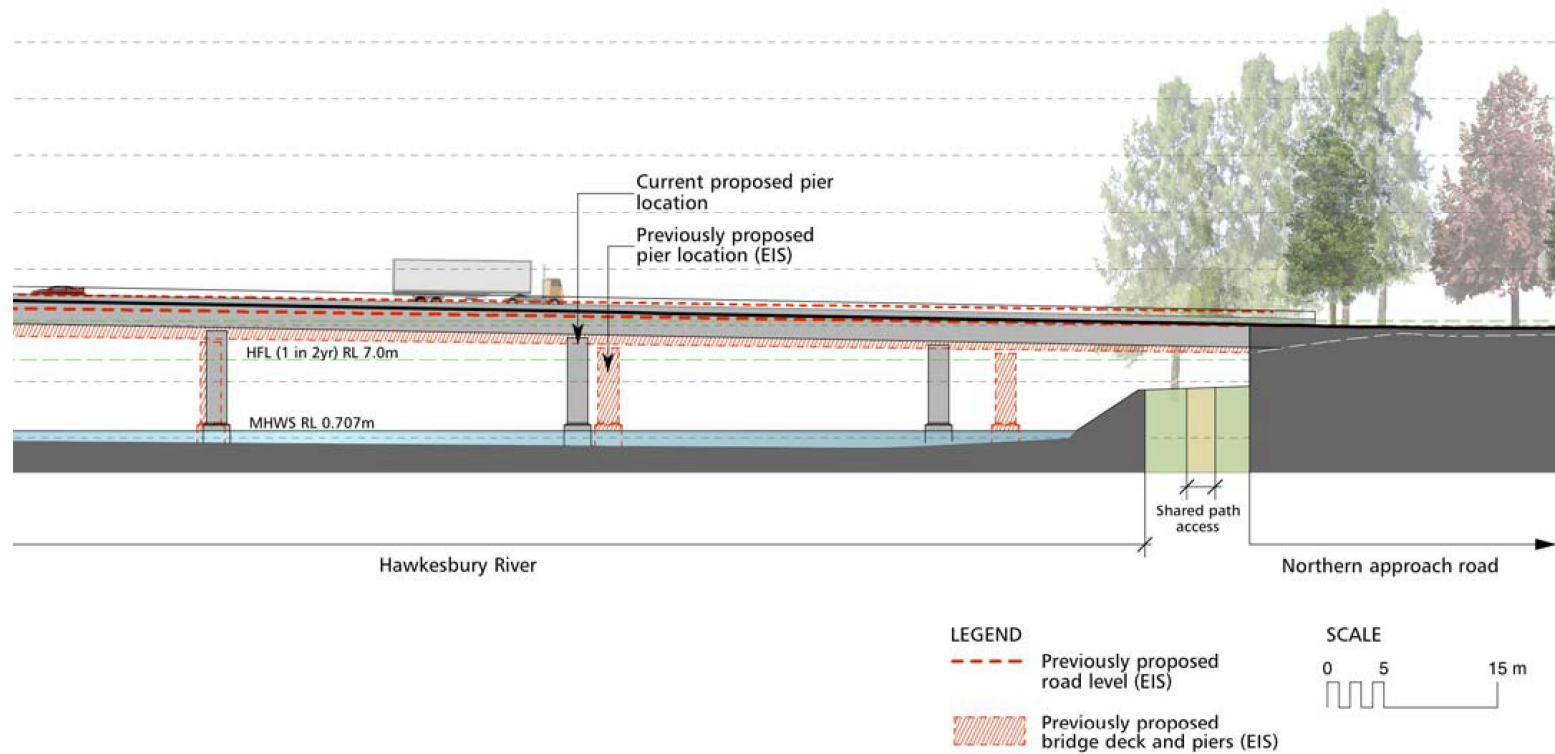 Current proposed pier
location
Previously proposed
pier location (EIS)
HFL (1 in 2yr) RL 7.0m
MHWS RL 0.707m
Shared path
access
Hawkesbury River
Northern approach road
LEGEND
Previously proposed
road level (EIS)
Previously proposed
bridge deck and piers (EIS)
SCALE
0 5 15 m